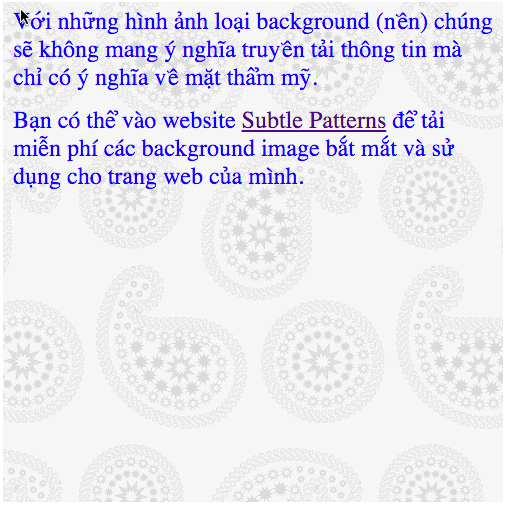 Với những hình ảnh loại background (nền) chúng
sẽ không mang ý nghĩa truyền tải thông tin mà
chỉ có ý nghĩa về mặt thẩm mỹ.
Bạn có thể vào website Subtle Patterns để tải
miễn phí các background image bắt mắt và sử
dụng cho trang web của mình.